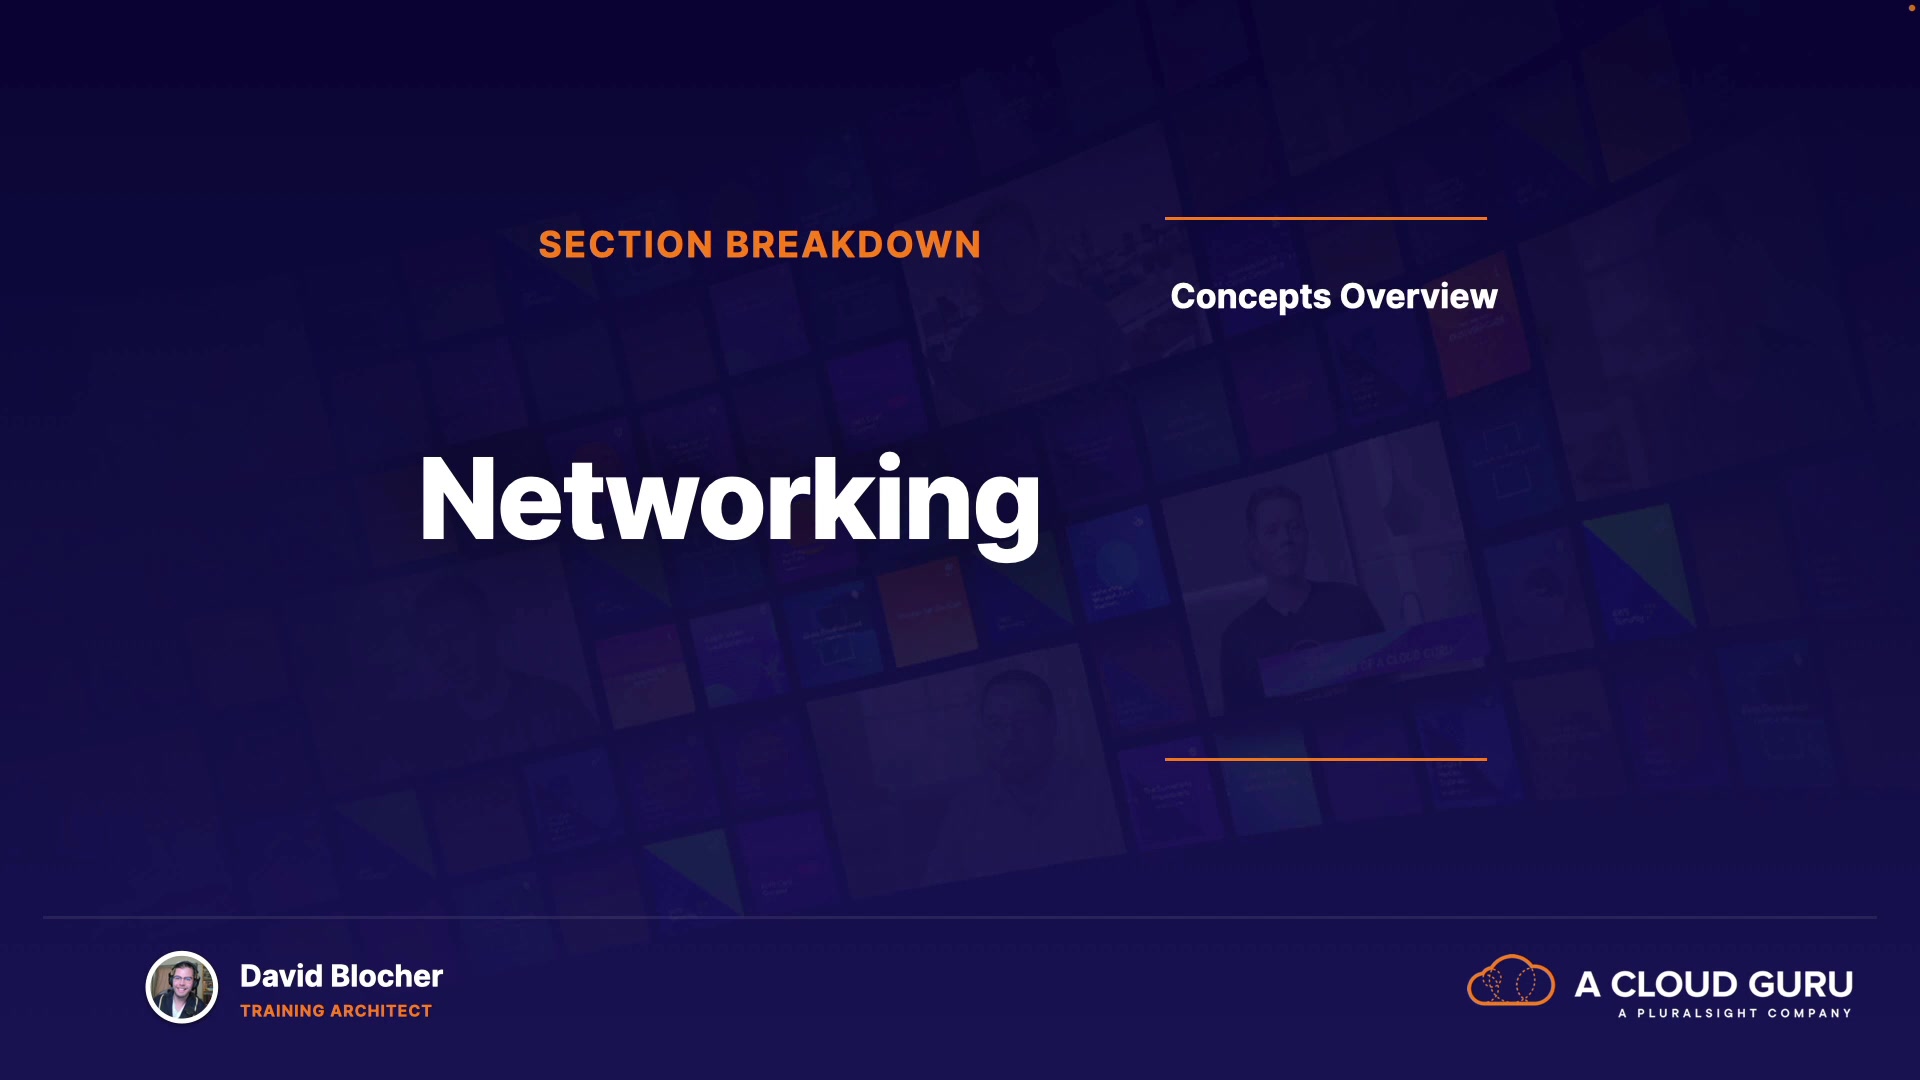 SECTION BREAKDOWN
Networking
Concepts Overview
David Blocher
TRAINING ARCHITECT
A CLOUD GURU
A PLURALSIGHT COMPANY